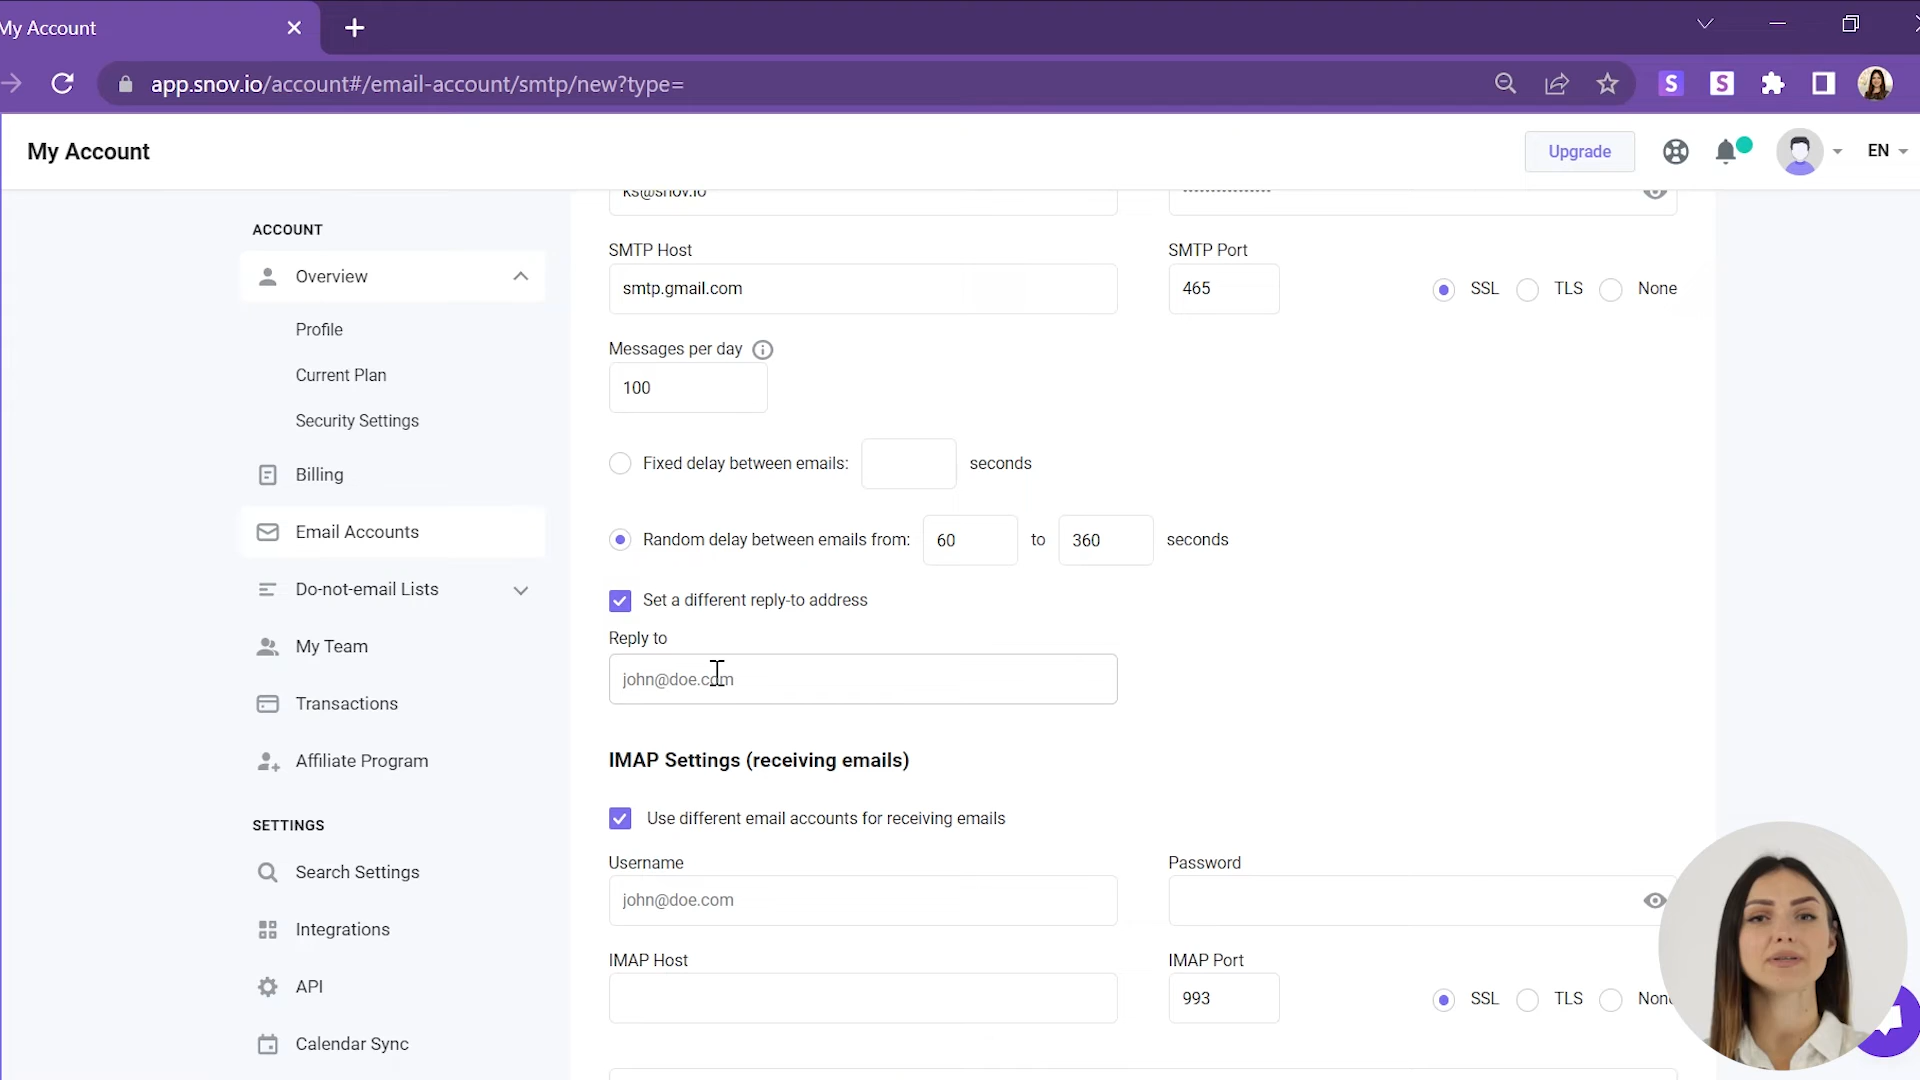 My Account
app.snov.io/account#/email-account/smtp/new?type=
S
S
My Account
Upgrade
EN
ACCOUNT
Overview
Profile
Current Plan
Security Settings
Billing
Email Accounts
Do-not-email Lists
My Team
Transactions
Affiliate Program
SETTINGS
Search Settings
Integrations
API
Calendar Sync
ks@snov.io
SMTP Host
SMTP Port
smtp.gmail.com
465
SSL
TLS
None
Messages per day
100
Fixed delay between emails:
seconds
Random delay between emails from: 60 to 360 seconds
Set a different reply-to address
Reply to
john@doe.com
IMAP Settings (receiving emails)
Use different email accounts for receiving emails
Username
Password
john@doe.com
IMAP Host
IMAP Port
993
SSL
TLS
None